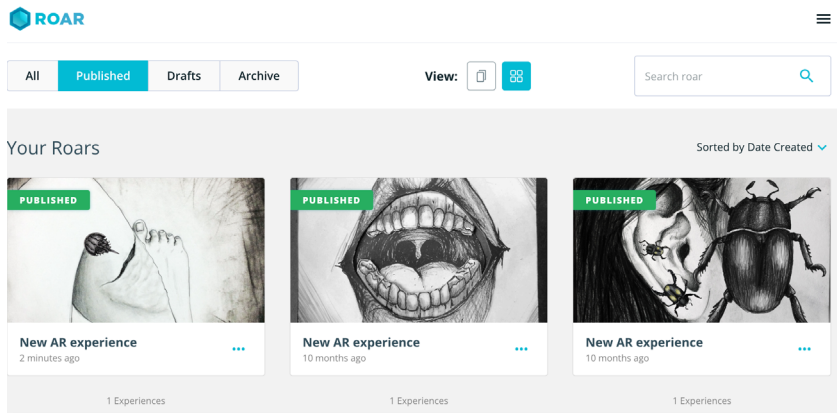 ROAR
All
Published
Drafts
Archive
View:
Search roar
Your Roars
Sorted by Date Created
PUBLISHED
PUBLISHED
PUBLISHED
New AR experience
2 minutes ago
New AR experience
10 months ago
New AR experience
10 months ago
1 Experiences
1 Experiences
1 Experiences